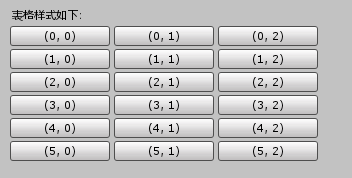 表格样式如下:
(0, 0) (0, 1) (0, 2)
(1, 0) (1, 1) (1, 2)
(2, 0) (2, 1) (2, 2)
(3, 0) (3, 1) (3, 2)
(4, 0) (4, 1) (4, 2)
(5, 0) (5, 1) (5, 2)